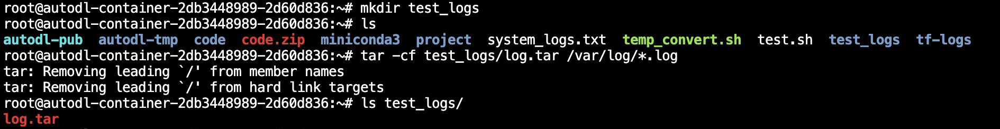 root@autodl-container-2db3448989-2d60d836:~# mkdir test_logs
root@autodl-container-2db3448989-2d60d836:~# ls
autodl-pub  autodl-tmp  code  code.zip  miniconda3  project  system_logs.txt  temp_convert.sh  test.sh  test_logs  tf-logs
root@autodl-container-2db3448989-2d60d836:~# tar -cf test_logs/log.tar /var/log/*.log
tar: Removing leading `/' from member names
tar: Removing leading `/' from hard link targets
root@autodl-container-2db3448989-2d60d836:~# ls test_logs/
log.tar